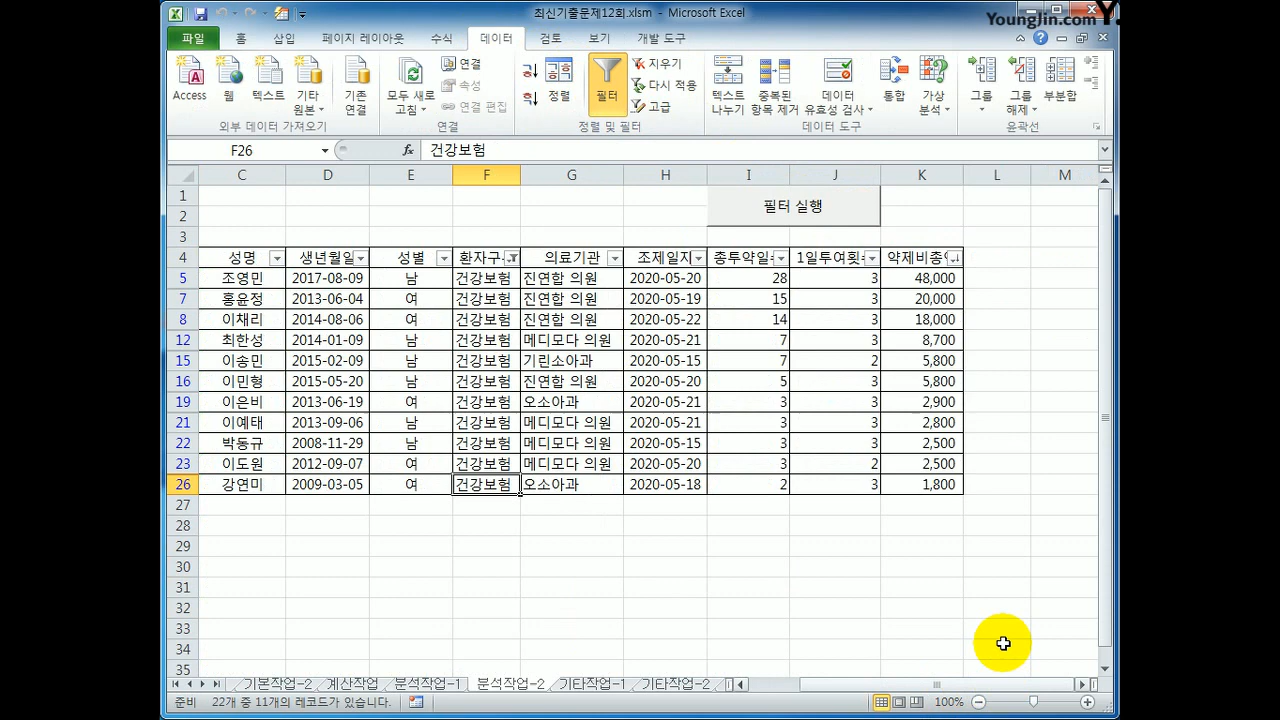 최신기출문제12회.xlsm - Microsoft Excel
YoungJin.com Y.
파일 홈 삽입 페이지 레이아웃 수식 데이터 검토 보기 개발 도구
Access 웹 텍스트 기타 원본 기존 연결 모두 새로 고침 연결 속성 연결 편집 정렬 필터 지우기 다시 적용 고급 텍스트 나누기 중복된 항목 제거 데이터 유효성 검사 통합 가상 분석 그룹 그룹 해제 부분합
외부 데이터 가져오기 연결 정렬 및 필터 데이터 도구 윤곽선
F26 fx 건강보험
C D E F G H I J K L M
1
필터 실행
2
3
4 성명 생년월일 성별 환자구 의료기관 조제일자 총투약일 1일투여횟 약제비총
5 조영민 2017-08-09 남 건강보험 진연합 의원 2020-05-20 28 3 48,000
7 홍윤정 2013-06-04 여 건강보험 진연합 의원 2020-05-19 15 3 20,000
8 이채리 2014-08-06 여 건강보험 진연합 의원 2020-05-22 14 3 18,000
12 최한성 2014-01-09 남 건강보험 메디모다 의원 2020-05-21 7 3 8,700
15 이송민 2015-02-09 남 건강보험 기린소아과 2020-05-15 7 2 5,800
16 이민형 2015-05-20 남 건강보험 진연합 의원 2020-05-20 5 3 5,800
19 이은비 2013-06-19 여 건강보험 오소아과 2020-05-21 3 3 2,900
21 이예태 2013-09-06 남 건강보험 메디모다 의원 2020-05-21 3 3 2,800
22 박동규 2008-11-29 남 건강보험 메디모다 의원 2020-05-15 3 3 2,500
23 이도원 2012-09-07 여 건강보험 메디모다 의원 2020-05-20 3 2 2,500
26 강연미 2009-03-05 여 건강보험 오소아과 2020-05-18 2 3 1,800
27
28
29
30
31
32
33
34
35
기본작업-2 계산작업 분석작업-1 분석작업-2 기타작업-1 기타작업-2
준비 22개 중 11개의 레코드가 있습니다. 100%